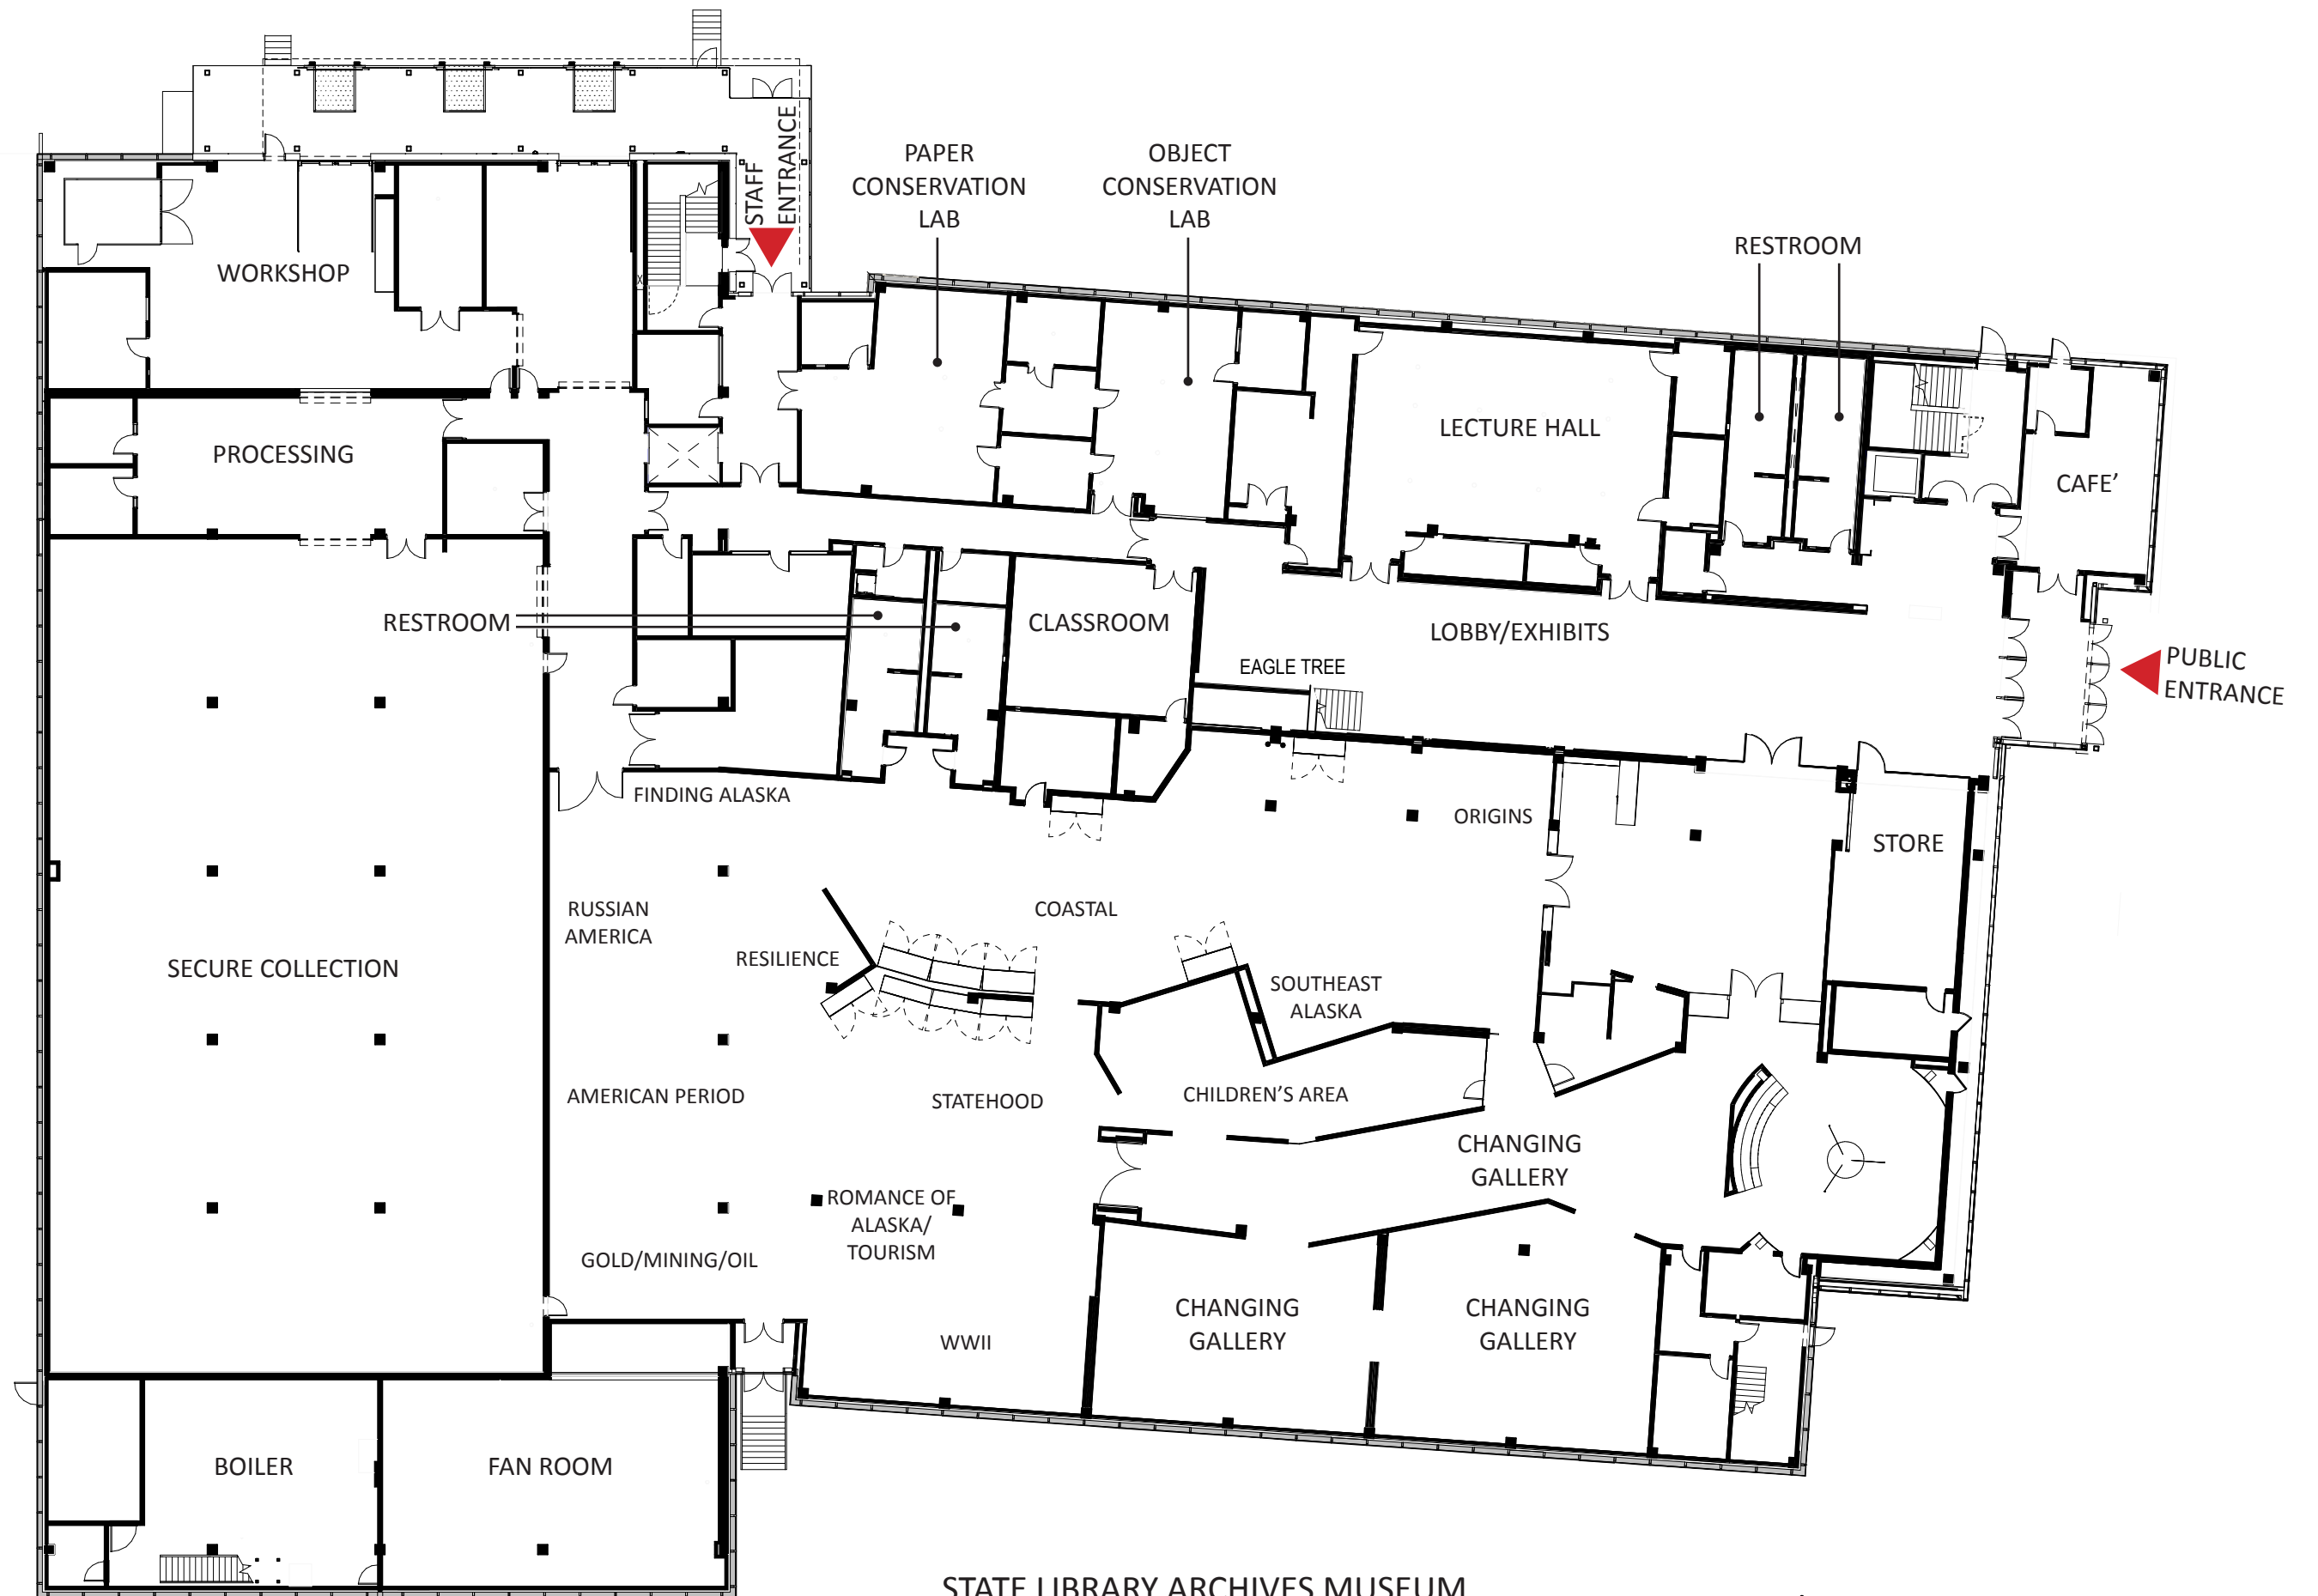 STAFF
ENTRANCE
PAPER
CONSERVATION
LAB
OBJECT
CONSERVATION
LAB
RESTROOM
WORKSHOP
PROCESSING
LECTURE HALL
CAFE'
RESTROOM
CLASSROOM
LOBBY/EXHIBITS
EAGLE TREE
PUBLIC
ENTRANCE
FINDING ALASKA
ORIGINS
STORE
RUSSIAN
AMERICA
COASTAL
RESILIENCE
SECURE COLLECTION
SOUTHEAST
ALASKA
AMERICAN PERIOD
STATEHOOD
CHILDREN'S AREA
CHANGING
GALLERY
ROMANCE OF
ALASKA/
TOURISM
GOLD/MINING/OIL
CHANGING
GALLERY
CHANGING
GALLERY
WWII
BOILER
FAN ROOM
STATE LIBRARY ARCHIVES MUSEUM